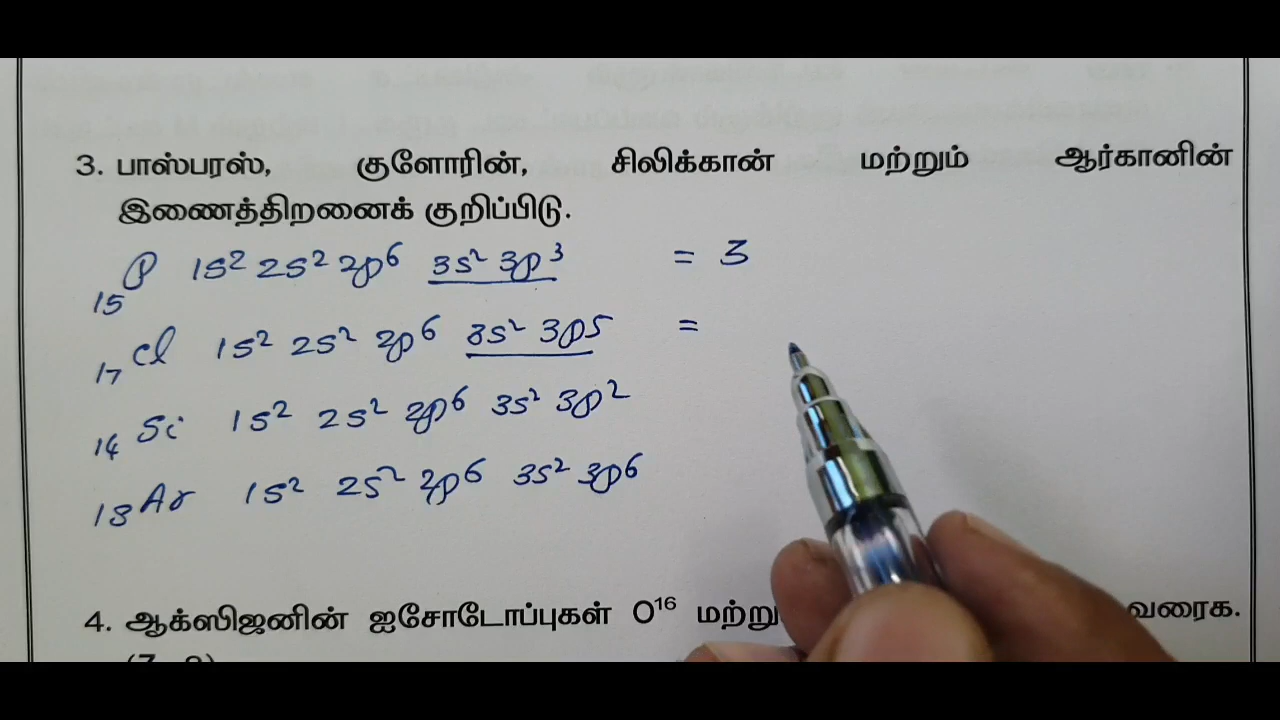 3. பாஸ்பரஸ், குளோரின், சிலிக்கான் மற்றும் ஆர்கானின்
இணைத்திறனைக் குறிப்பிடு.
15P 1s² 2s² 2p⁶ 3s² 3p³ = 3
17Cl 1s² 2s² 2p⁶ 3s² 3p5 =
14Si 1s² 2s² 2p⁶ 3s² 3p²
18Ar 1s² 2s² 2p⁶ 3s² 3p⁶
4. ஆக்ஸிஜனின் ஐசோடோப்புகள் O¹⁶ வரைக.